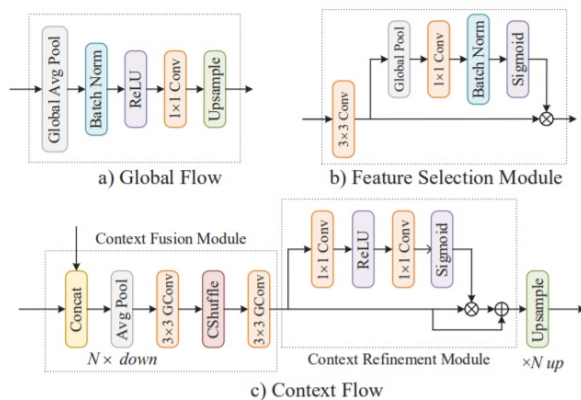 Global Avg Pool
Batch Norm
ReLU
1×1 Conv
Upsample
a) Global Flow
3×3 Conv
Global Pool
1×1 Conv
Batch Norm
Sigmoid
b) Feature Selection Module
Context Fusion Module
Concat
Avg Pool
3×3 GConv
CShuffle
3×3 GConv
N × down
1×1 Conv
ReLU
1×1 Conv
Sigmoid
Context Refinement Module
Upsample
×N up
c) Context Flow